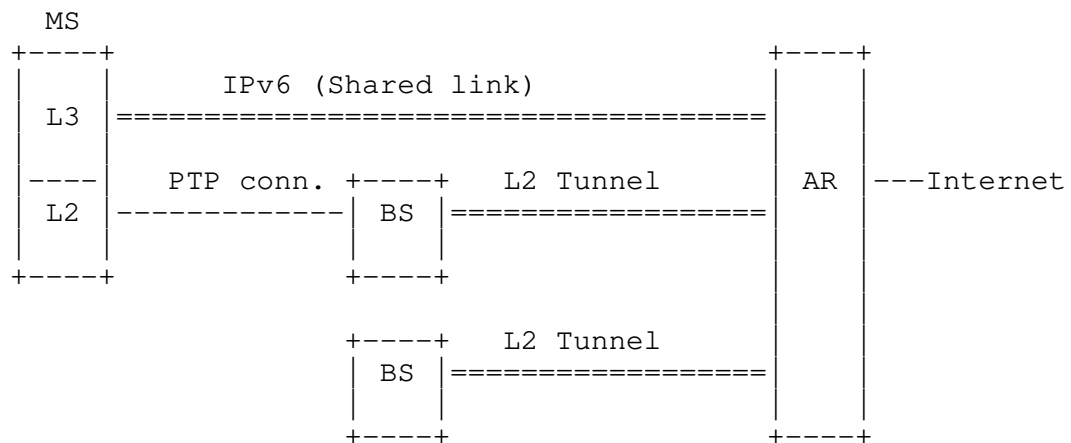 MS
IPv6 (Shared link)
L3
PTP conn. L2 Tunnel AR ---Internet
L2 BS
L2 Tunnel
BS